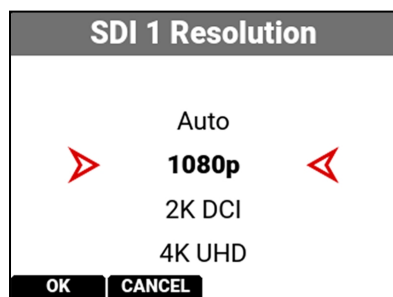 SDI 1 Resolution
Auto
1080p
2K DCI
4K UHD
OK CANCEL